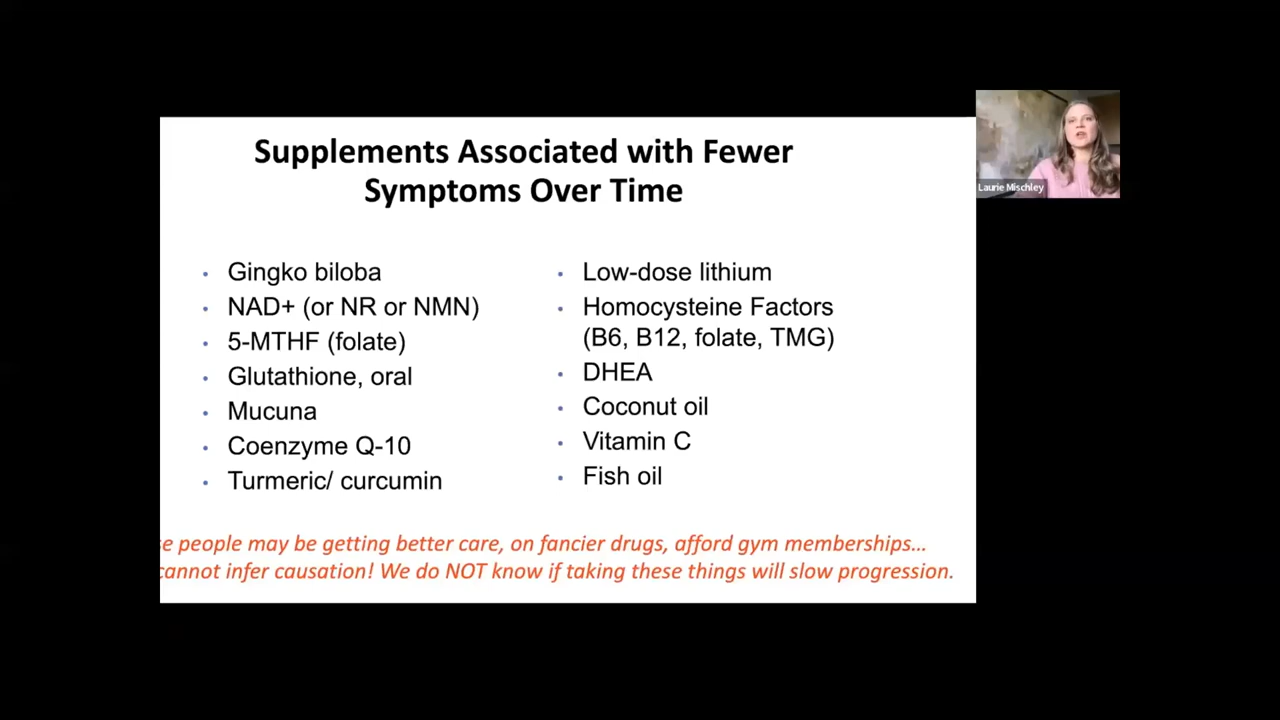 Supplements Associated with Fewer
Symptoms Over Time
Gingko biloba
NAD+ (or NR or NMN)
5-MTHF (folate)
Glutathione, oral
Mucuna
Coenzyme Q-10
Turmeric/ curcumin
Low-dose lithium
Homocysteine Factors
(B6, B12, folate, TMG)
DHEA
Coconut oil
Vitamin C
Fish oil
people may be getting better care, on fancier drugs, afford gym memberships...
cannot infer causation! We do NOT know if taking these things will slow progression.
Laurie Mischley